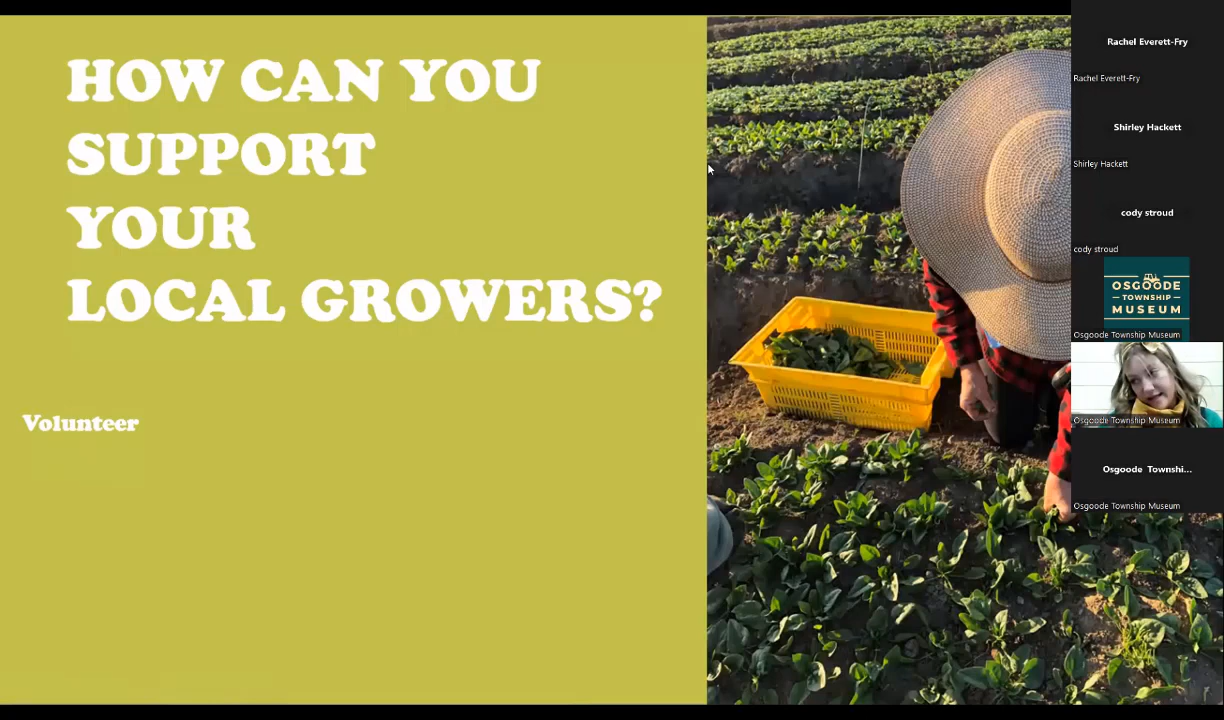 HOW CAN YOU
SUPPORT
YOUR
LOCAL GROWERS?
Volunteer
Rachel Everett-Fry
Rachel Everett-Fry
Shirley Hackett
Shirley Hackett
cody stroud
cody stroud
OSGOODE
TOWNSHIP
MUSEUM
Osgoode Township Museum
Osgoode Township Museum
Osgoode Townshi...
Osgoode Township Museum